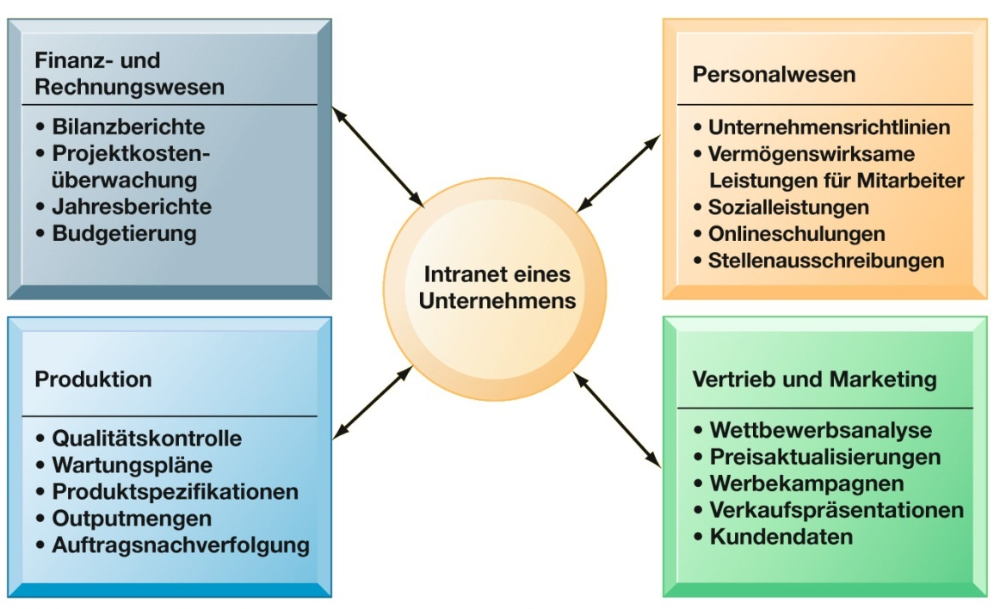 Finanz- und
Rechnungswesen
• Bilanzberichte
• Projektkosten-
überwachung
• Jahresberichte
• Budgetierung
Personalwesen
• Unternehmensrichtlinien
• Vermögenswirksame
Leistungen für Mitarbeiter
• Sozialleistungen
• Onlineschulungen
• Stellenausschreibungen
Intranet eines
Unternehmens
Produktion
• Qualitätskontrolle
• Wartungspläne
• Produktspezifikationen
• Outputmengen
• Auftragsnachverfolgung
Vertrieb und Marketing
• Wettbewerbsanalyse
• Preisaktualisierungen
• Werbekampagnen
• Verkaufspräsentationen
• Kundendaten